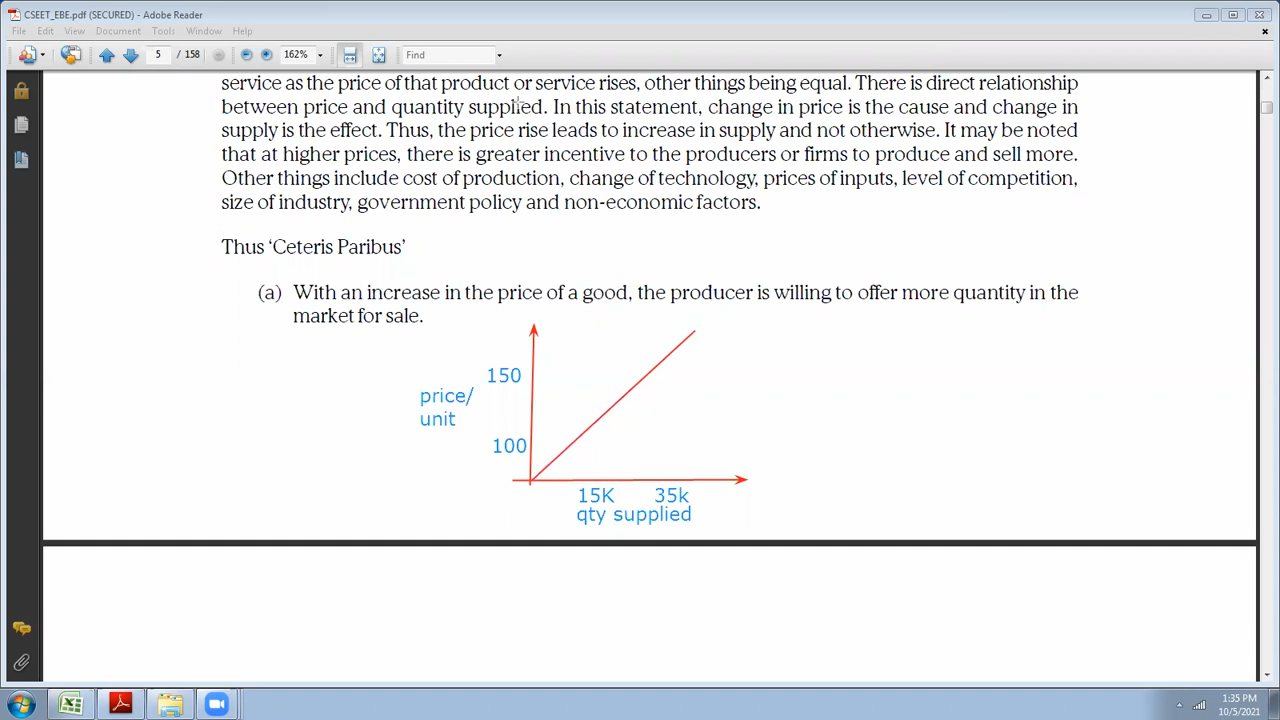 CSEET_EBE.pdf (SECURED) - Adobe Reader
File Edit View Document Tools Window Help
5 / 158 162% Find
service as the price of that product or service rises, other things being equal. There is direct relationship
between price and quantity supplied. In this statement, change in price is the cause and change in
supply is the effect. Thus, the price rise leads to increase in supply and not otherwise. It may be noted
that at higher prices, there is greater incentive to the producers or firms to produce and sell more.
Other things include cost of production, change of technology, prices of inputs, level of competition,
size of industry, government policy and non-economic factors.
Thus ‘Ceteris Paribus’
(a) With an increase in the price of a good, the producer is willing to offer more quantity in the
market for sale.
150
price/
unit
100
15K 35k
qty supplied
1:35 PM
10/5/2021